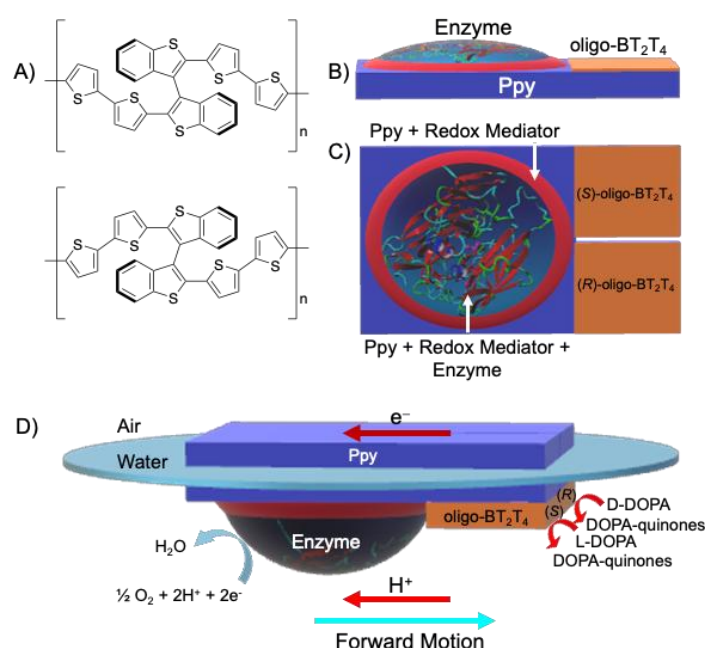 A)
S
S
S
S
S
S
n
S
S
S
S
S
S
n
B)
Enzyme
oligo-BT₂T₄
Ppy
C)
Ppy + Redox Mediator
(S)-oligo-BT₂T₄
(R)-oligo-BT₂T₄
Ppy + Redox Mediator +
Enzyme
D)
Air
Water
e⁻
Ppy
(R)
(S)
oligo-BT₂T₄
Enzyme
D-DOPA
DOPA-quinones
L-DOPA
DOPA-quinones
H₂O
½ O₂ + 2H⁺ + 2e⁻
H⁺
Forward Motion